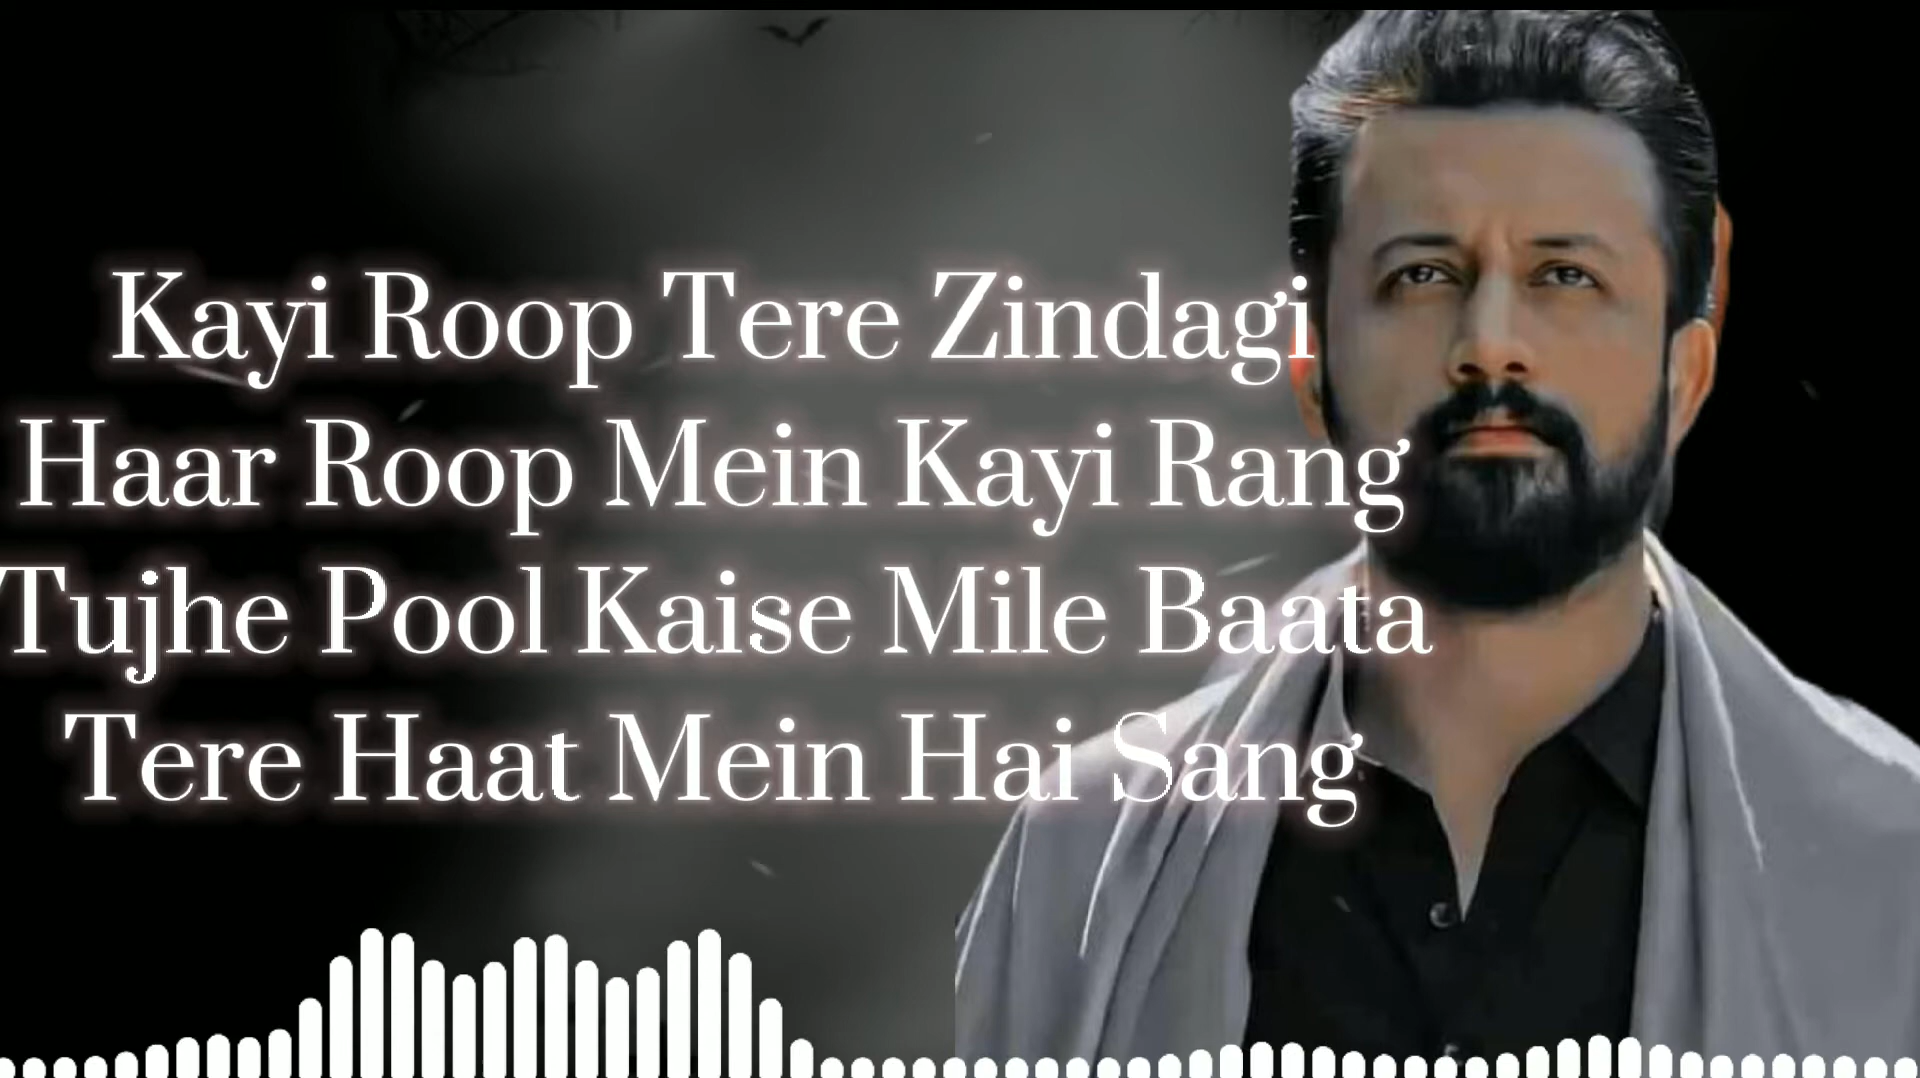 Kayi Roop Tere Zindagi
Haar Roop Mein Kayi Rang
Tujhe Pool Kaise Mile Baata
Tere Haat Mein Hai Sang